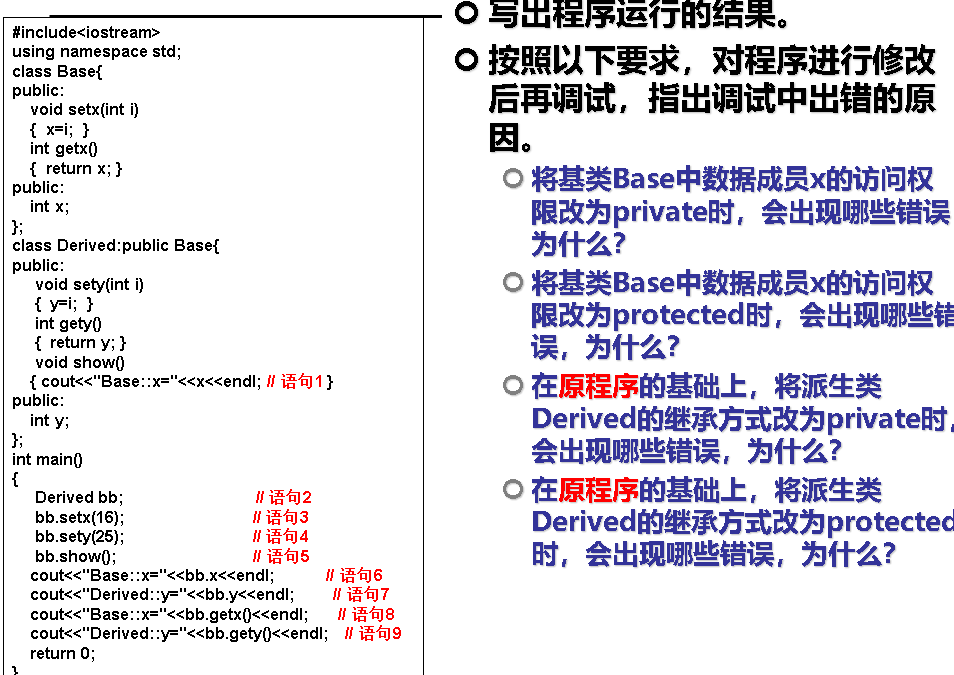 #include<iostream>
using namespace std;
class Base{
public:
void setx(int i)
{ x=i; }
int getx()
{ return x; }
public:
int x;
};
class Derived:public Base{
public:
void sety(int i)
{ y=i; }
int gety()
{ return y; }
void show()
{ cout<<"Base::x="<<x<<endl; // 语句1 }
public:
int y;
};
int main()
{
Derived bb; // 语句2
bb.setx(16); // 语句3
bb.sety(25); // 语句4
bb.show(); // 语句5
cout<<"Base::x="<<bb.x<<endl; // 语句6
cout<<"Derived::y="<<bb.y<<endl; // 语句7
cout<<"Base::x="<<bb.getx()<<endl; // 语句8
cout<<"Derived::y="<<bb.gety()<<endl; // 语句9
return 0;
}
写出程序运行的结果。
按照以下要求，对程序进行修改
后再调试，指出调试中出错的原
因。
将基类Base中数据成员x的访问权
限改为private时，会出现哪些错误
为什么？
将基类Base中数据成员x的访问权
限改为protected时，会出现哪些错
误，为什么？
在原程序的基础上，将派生类
Derived的继承方式改为private时，
会出现哪些错误，为什么？
在原程序的基础上，将派生类
Derived的继承方式改为protected
时，会出现哪些错误，为什么？